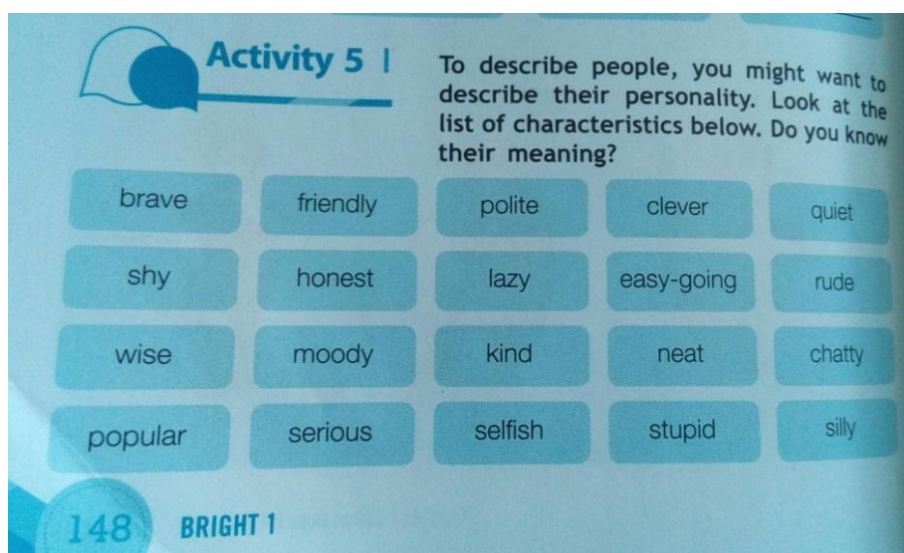 Activity 5
To describe people, you might want to
describe their personality. Look at the
list of characteristics below. Do you know
their meaning?
brave friendly polite clever quiet
shy honest lazy easy-going rude
wise moody kind neat chatty
popular serious selfish stupid silly
148 BRIGHT 1